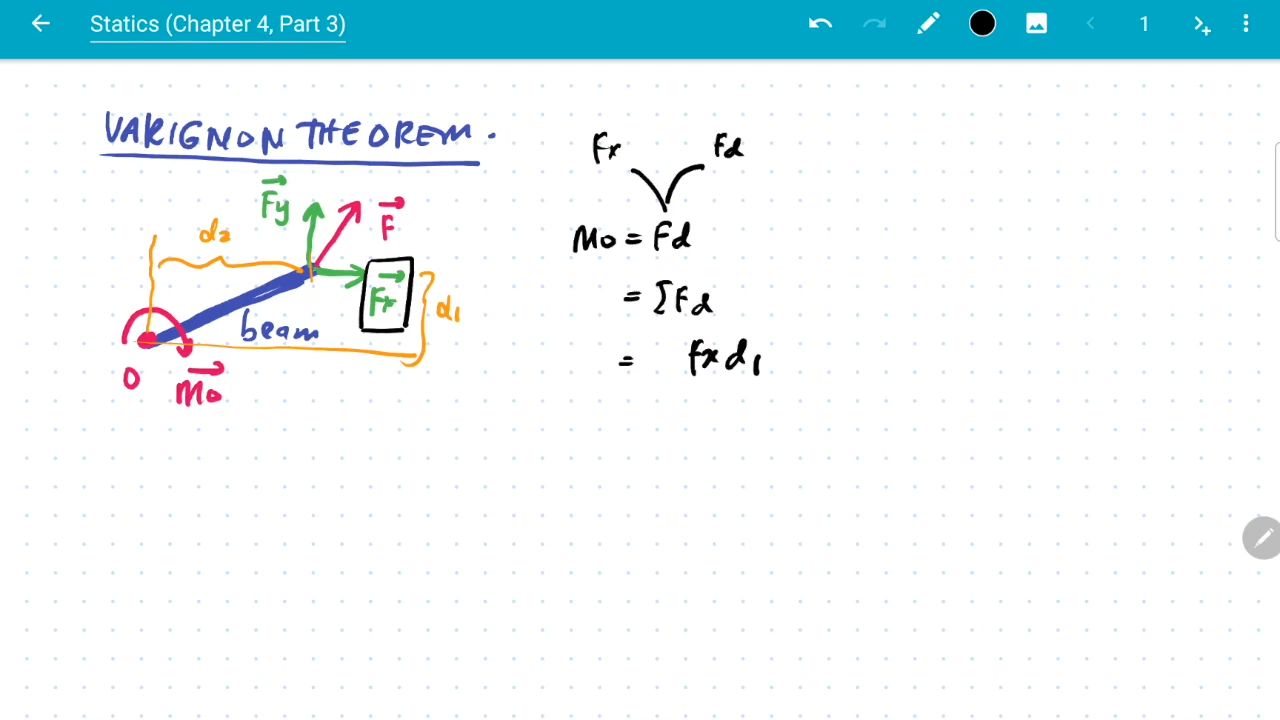 Statics (Chapter 4, Part 3)
1
VARIGNON THEOREM.
Fy
F
d2
Fx
d1
beam
O
Mo
Fx Fd
Mo = Fd
= ΣFd
= Fx d1